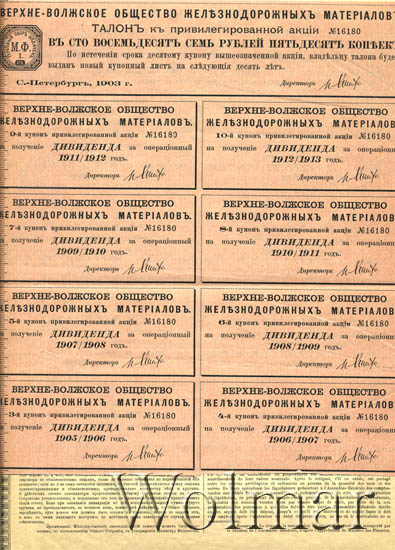 ВЕРХНЕ-ВОЛЖСКОЕ ОБЩЕСТВО ЖЕЛѢЗНОДОРОЖНЫХЪ МАТЕРІАЛОВЪ
ТАЛОНЪ къ привилегированной акціи №16180
ВЪ СТО ВОСЕМЬДЕСЯТЪ СЕМЬ РУБЛЕЙ ПЯТЬДЕСЯТЪ КОПѢЕКЪ
По истеченіи срока десятому купону вышеозначенной акціи, владѣльцу талона буде
выданъ новый купонный листъ на слѣдующія десять лѣтъ.
С.-Петербургъ, 1903 г.
Директоръ
М.Ф.
ВЕРХНЕ-ВОЛЖСКОЕ ОБЩЕСТВО
ЖЕЛѢЗНОДОРОЖНЫХЪ МАТЕРІАЛОВЪ.
9-й купонъ привилегированной акціи №16180
на полученіе ДИВИДЕНДА за операціонный
1911/1912 годъ.
Директоръ
ВЕРХНЕ-ВОЛЖСКОЕ ОБЩЕСТВО
ЖЕЛѢЗНОДОРОЖНЫХЪ МАТЕРІАЛОВЪ.
10-й купонъ привилегированной акціи №16180
на полученіе ДИВИДЕНДА за операціонный
1912/1913 годъ.
Директоръ
ВЕРХНЕ-ВОЛЖСКОЕ ОБЩЕСТВО
ЖЕЛѢЗНОДОРОЖНЫХЪ МАТЕРІАЛОВЪ.
7-й купонъ привилегированной акціи №16180
на полученіе ДИВИДЕНДА за операціонный
1909/1910 годъ.
Директоръ
ВЕРХНЕ-ВОЛЖСКОЕ ОБЩЕСТВО
ЖЕЛѢЗНОДОРОЖНЫХЪ МАТЕРІАЛОВЪ.
8-й купонъ привилегированной акціи №16180
на полученіе ДИВИДЕНДА за операціонный
1910/1911 годъ.
Директоръ
ВЕРХНЕ-ВОЛЖСКОЕ ОБЩЕСТВО
ЖЕЛѢЗНОДОРОЖНЫХЪ МАТЕРІАЛОВЪ.
5-й купонъ привилегированной акціи №16180
на полученіе ДИВИДЕНДА за операціонный
1907/1908 годъ.
Директоръ
ВЕРХНЕ-ВОЛЖСКОЕ ОБЩЕСТВО
ЖЕЛѢЗНОДОРОЖНЫХЪ МАТЕРІАЛОВЪ.
6-й купонъ привилегированной акціи №16180
на полученіе ДИВИДЕНДА за операціонный
1908/1909 годъ.
Директоръ
ВЕРХНЕ-ВОЛЖСКОЕ ОБЩЕСТВО
ЖЕЛѢЗНОДОРОЖНЫХЪ МАТЕРІАЛОВЪ.
3-й купонъ привилегированной акціи №16180
на полученіе ДИВИДЕНДА за операціонный
1905/1906 годъ.
Директоръ
ВЕРХНЕ-ВОЛЖСКОЕ ОБЩЕСТВО
ЖЕЛѢЗНОДОРОЖНЫХЪ МАТЕРІАЛОВЪ.
4-й купонъ привилегированной акціи №16180
на полученіе ДИВИДЕНДА за операціонный
1906/1907 годъ.
Директоръ
Wolmar